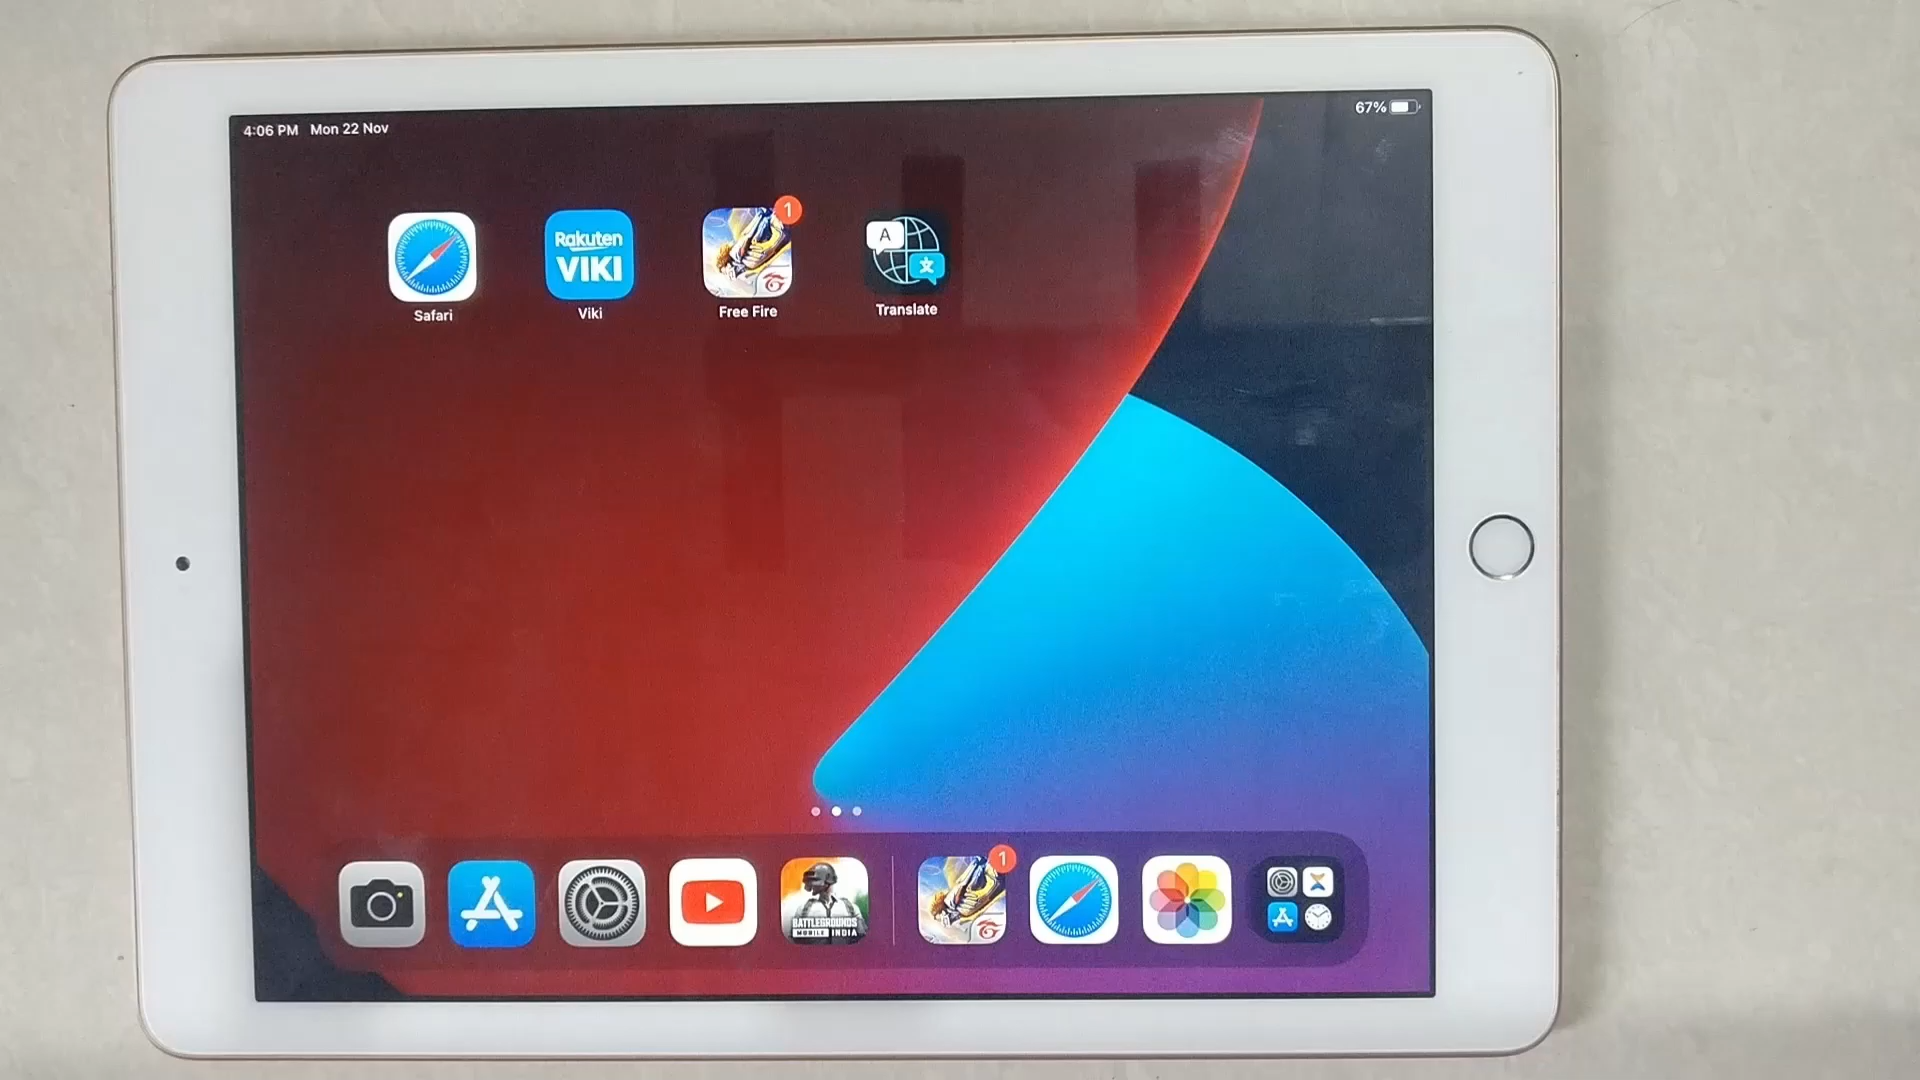 4:06 PM Mon 22 Nov
67%
Rakuten
VIKI
1
A
文
Safari
Viki
Free Fire
Translate
1
BATTLEGROUNDS
MOBILE INDIA